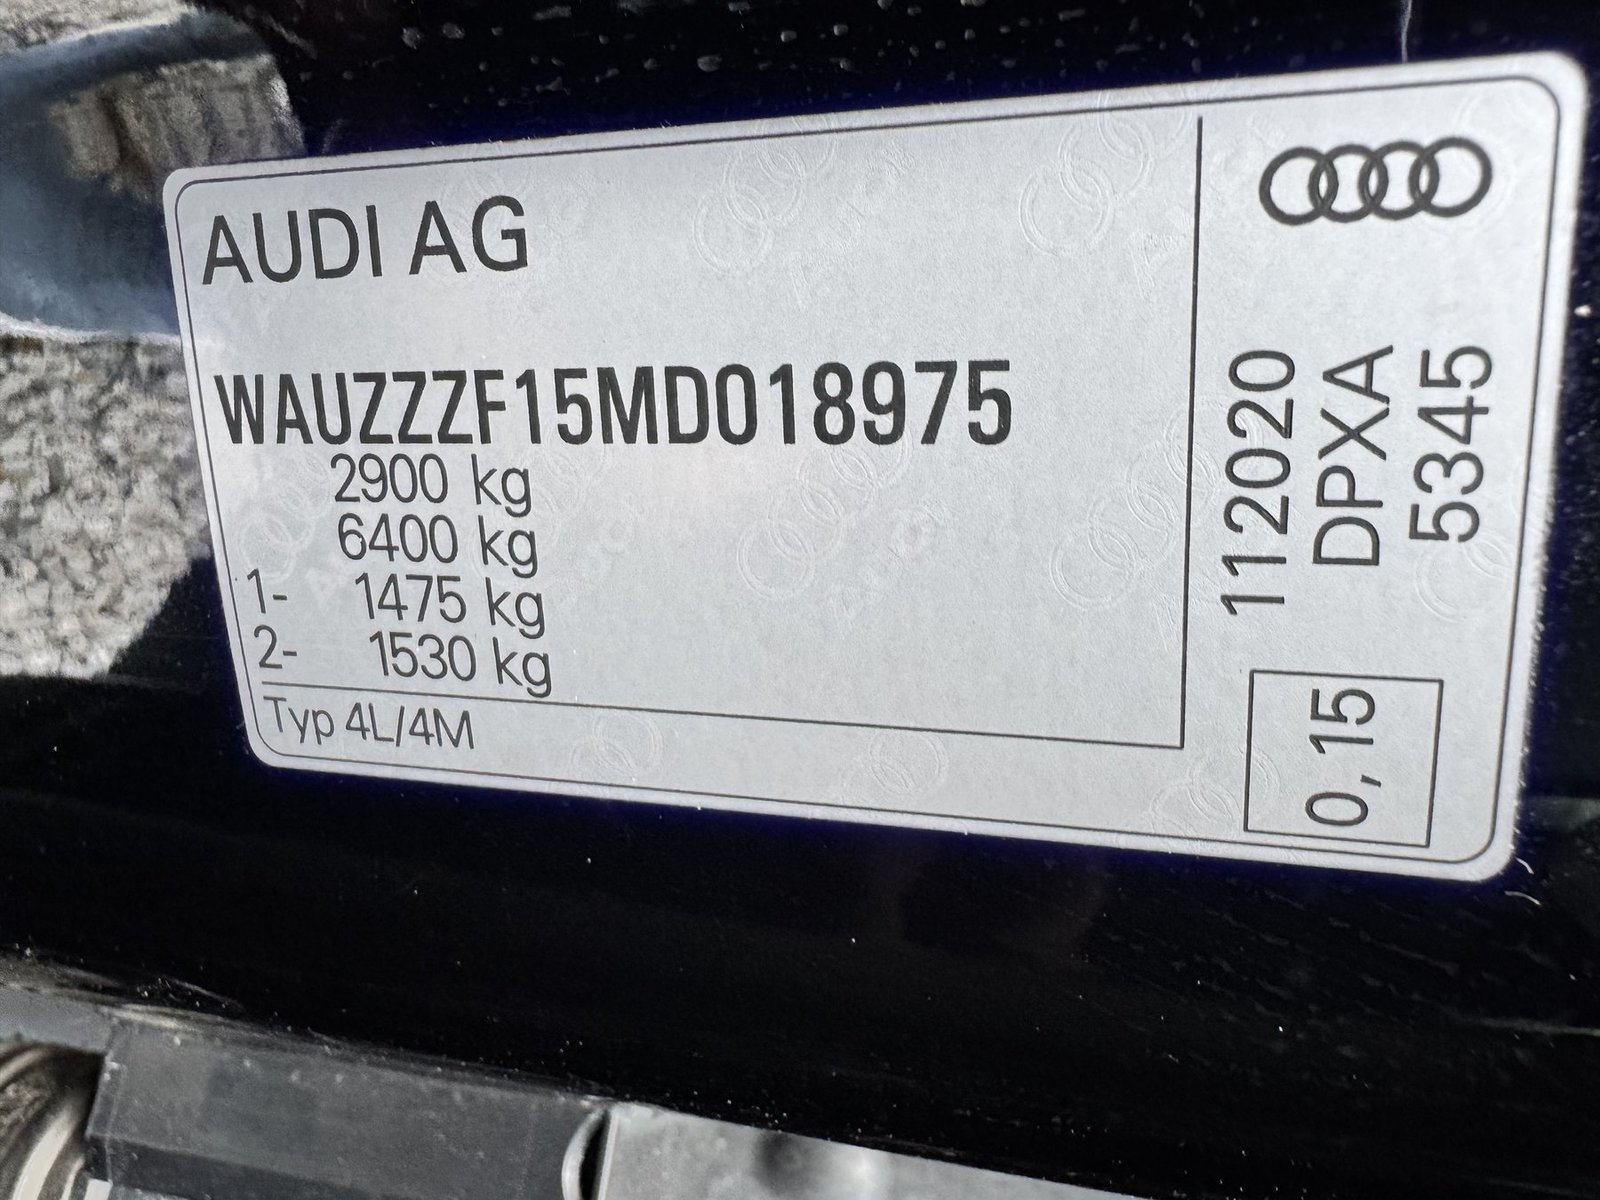 AUDI AG
WAUZZZF15MD018975
2900 kg
6400 kg
1- 1475 kg
2- 1530 kg
Typ 4L/4M
112020
DPXA
5345
0,15